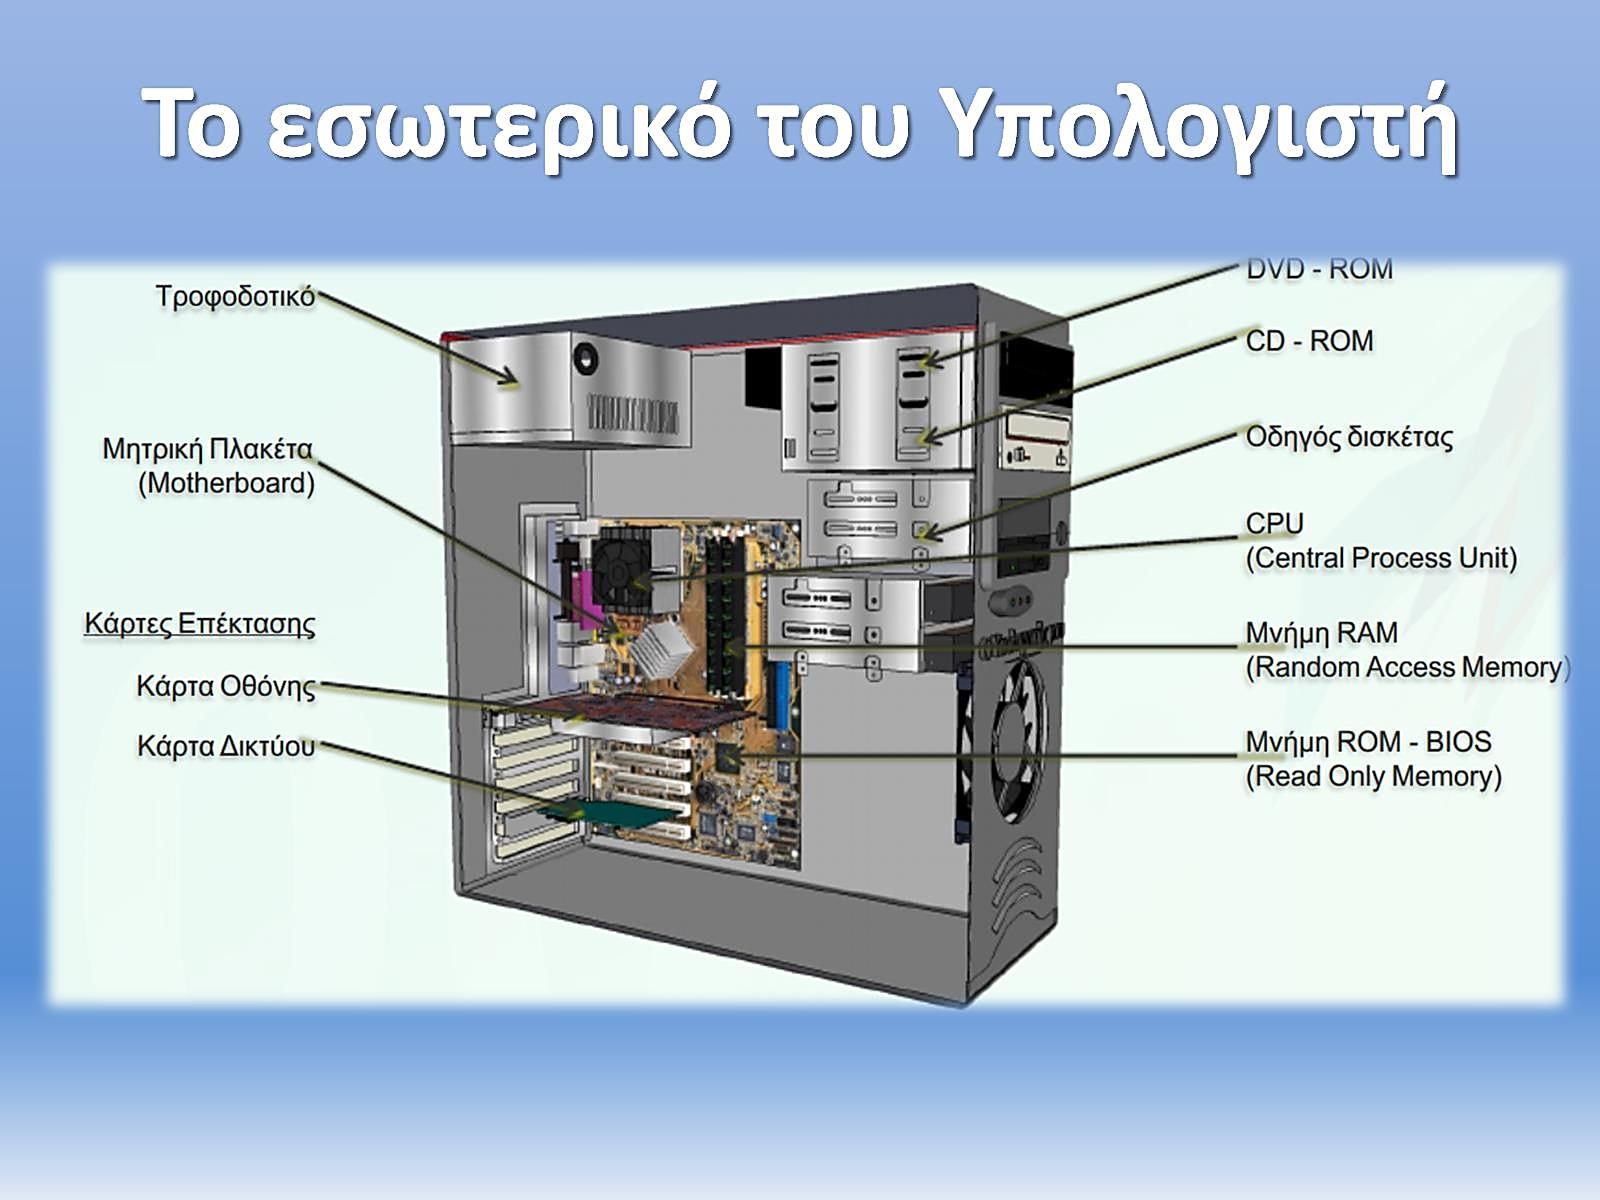 Το εσωτερικό του Υπολογιστή
Τροφοδοτικό
Μητρική Πλακέτα
(Motherboard)
Κάρτες Επέκτασης
Κάρτα Οθόνης
Κάρτα Δικτύου
DVD - ROM
CD - ROM
Οδηγός δισκέτας
CPU
(Central Process Unit)
Μνήμη RAM
(Random Access Memory)
Μνήμη ROM - BIOS
(Read Only Memory)